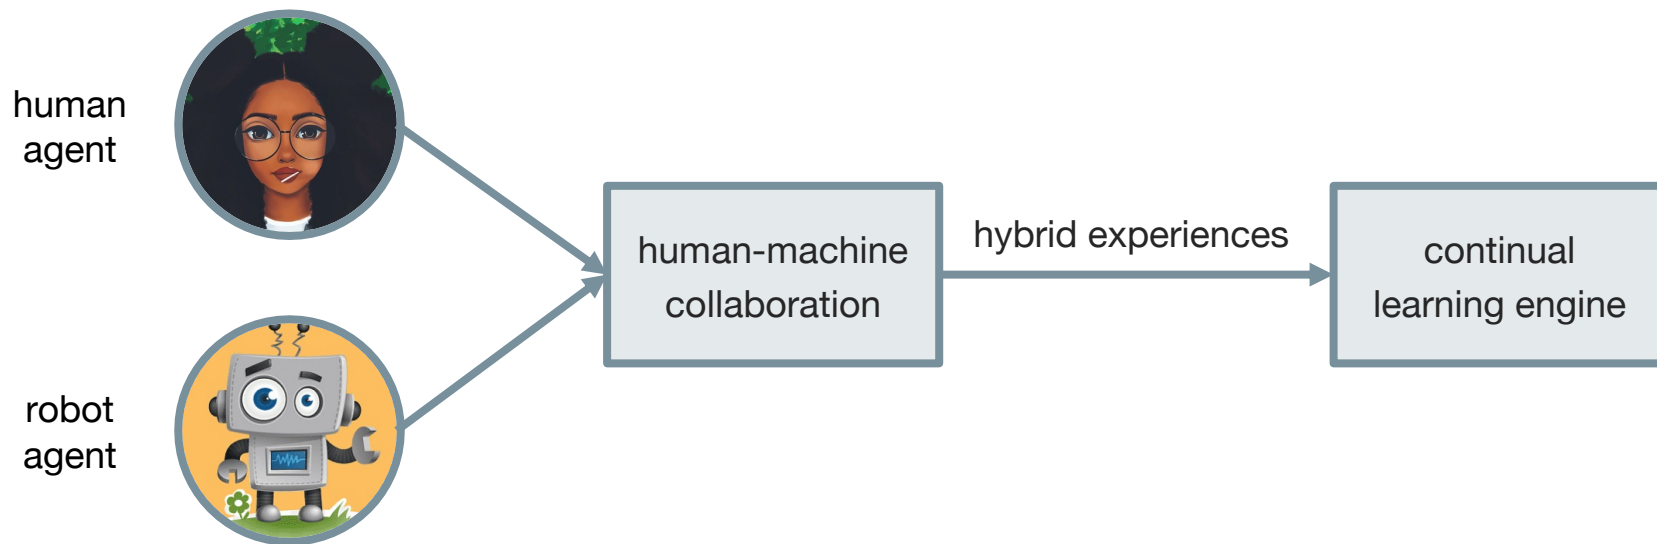 human
agent
human-machine
collaboration
hybrid experiences
continual
learning engine
robot
agent